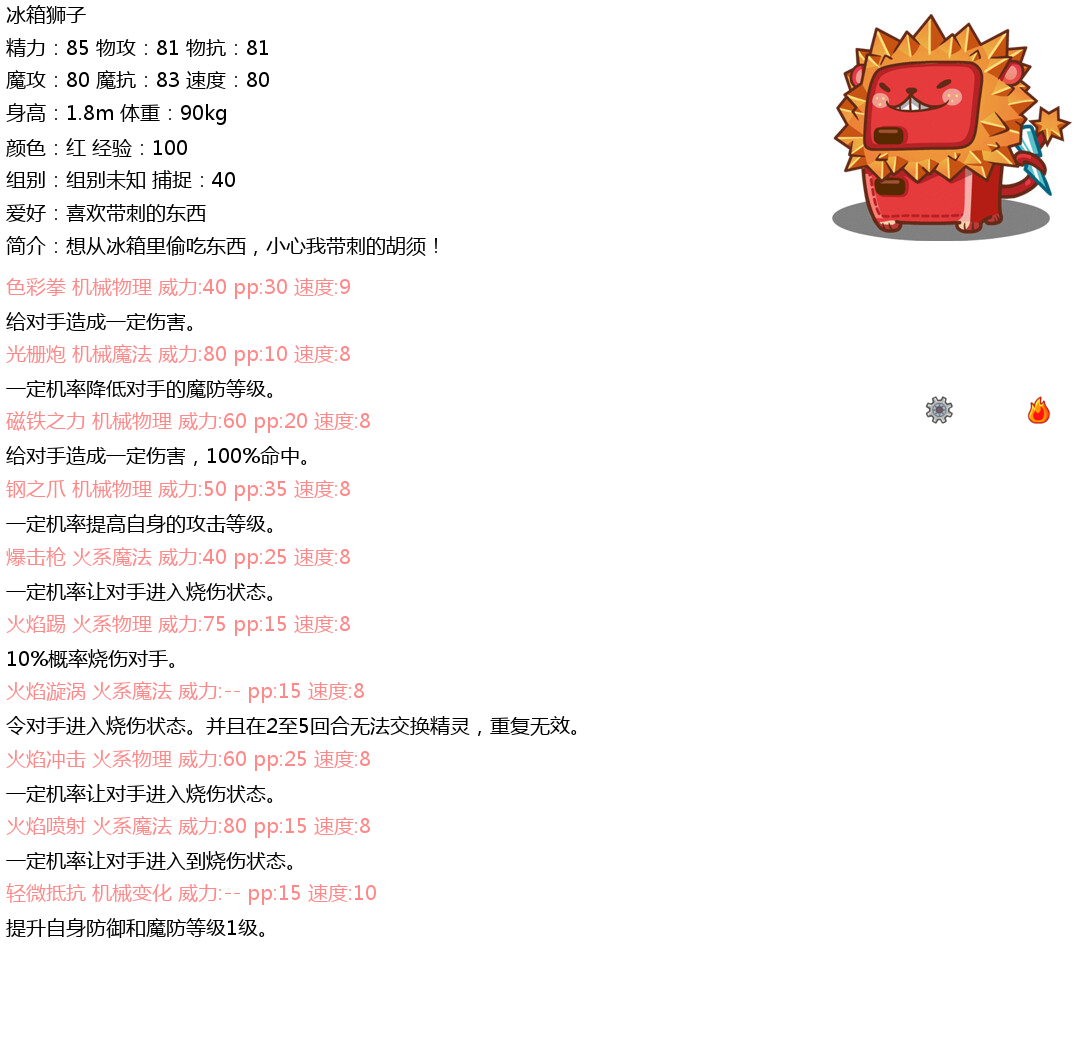 冰箱狮子
精力：85 物攻：81 物抗：81
魔攻：80 魔抗：83 速度：80
身高：1.8m 体重：90kg
颜色：红 经验：100
组别：组别未知 捕捉：40
爱好：喜欢带刺的东西
简介：想从冰箱里偷吃东西，小心我带刺的胡须！
色彩拳 机械物理 威力:40 pp:30 速度:9
给对手造成一定伤害。
光栅炮 机械魔法 威力:80 pp:10 速度:8
一定机率降低对手的魔防等级。
磁铁之力 机械物理 威力:60 pp:20 速度:8
给对手造成一定伤害，100%命中。
钢之爪 机械物理 威力:50 pp:35 速度:8
一定机率提高自身的攻击等级。
爆击枪 火系魔法 威力:40 pp:25 速度:8
一定机率让对手进入烧伤状态。
火焰踢 火系物理 威力:75 pp:15 速度:8
10%概率烧伤对手。
火焰漩涡 火系魔法 威力:-- pp:15 速度:8
令对手进入烧伤状态。并且在2至5回合无法交换精灵，重复无效。
火焰冲击 火系物理 威力:60 pp:25 速度:8
一定机率让对手进入烧伤状态。
火焰喷射 火系魔法 威力:80 pp:15 速度:8
一定机率让对手进入到烧伤状态。
轻微抵抗 机械变化 威力:-- pp:15 速度:10
提升自身防御和魔防等级1级。